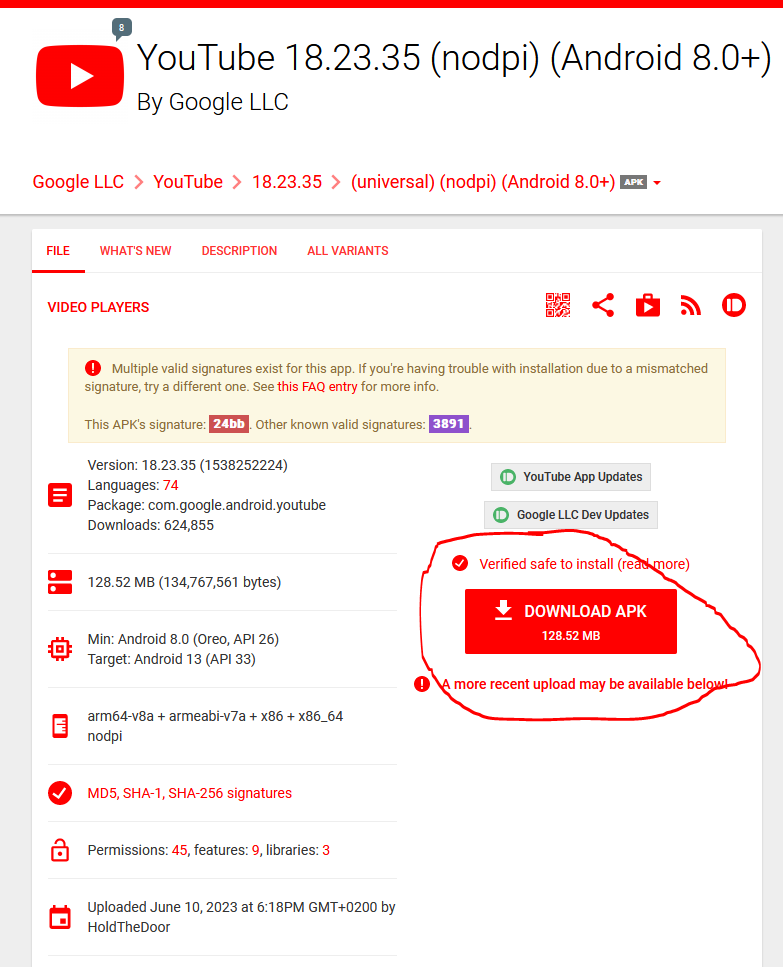 8
YouTube 18.23.35 (nodpi) (Android 8.0+)
By Google LLC
Google LLC > YouTube > 18.23.35 > (universal) (nodpi) (Android 8.0+) APK
FILE WHAT'S NEW DESCRIPTION ALL VARIANTS
VIDEO PLAYERS
Multiple valid signatures exist for this app. If you're having trouble with installation due to a mismatched
signature, try a different one. See this FAQ entry for more info.
This APK's signature: 24bb. Other known valid signatures: 3891.
Version: 18.23.35 (1538252224)
Languages: 74
Package: com.google.android.youtube
Downloads: 624,855
128.52 MB (134,767,561 bytes)
Min: Android 8.0 (Oreo, API 26)
Target: Android 13 (API 33)
arm64-v8a + armeabi-v7a + x86 + x86_64
nodpi
MD5, SHA-1, SHA-256 signatures
Permissions: 45, features: 9, libraries: 3
Uploaded June 10, 2023 at 6:18PM GMT+0200 by
HoldTheDoor
YouTube App Updates
Google LLC Dev Updates
Verified safe to install (read more)
DOWNLOAD APK
128.52 MB
A more recent upload may be available below!